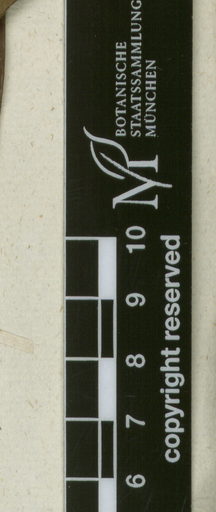 BOTANISCHE
STAATSSAMMLUNG
MÜNCHEN
M
10
9
8
7
6
copyright reserved